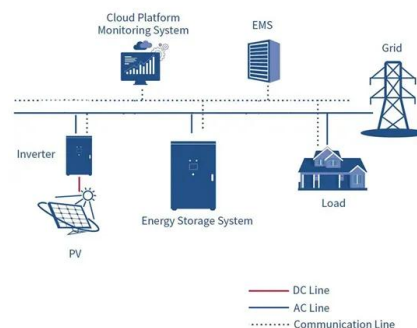 Cloud Platform
Monitoring System
EMS
Grid
Inverter
Energy Storage System
Load
PV
DC Line
AC Line
Communication Line